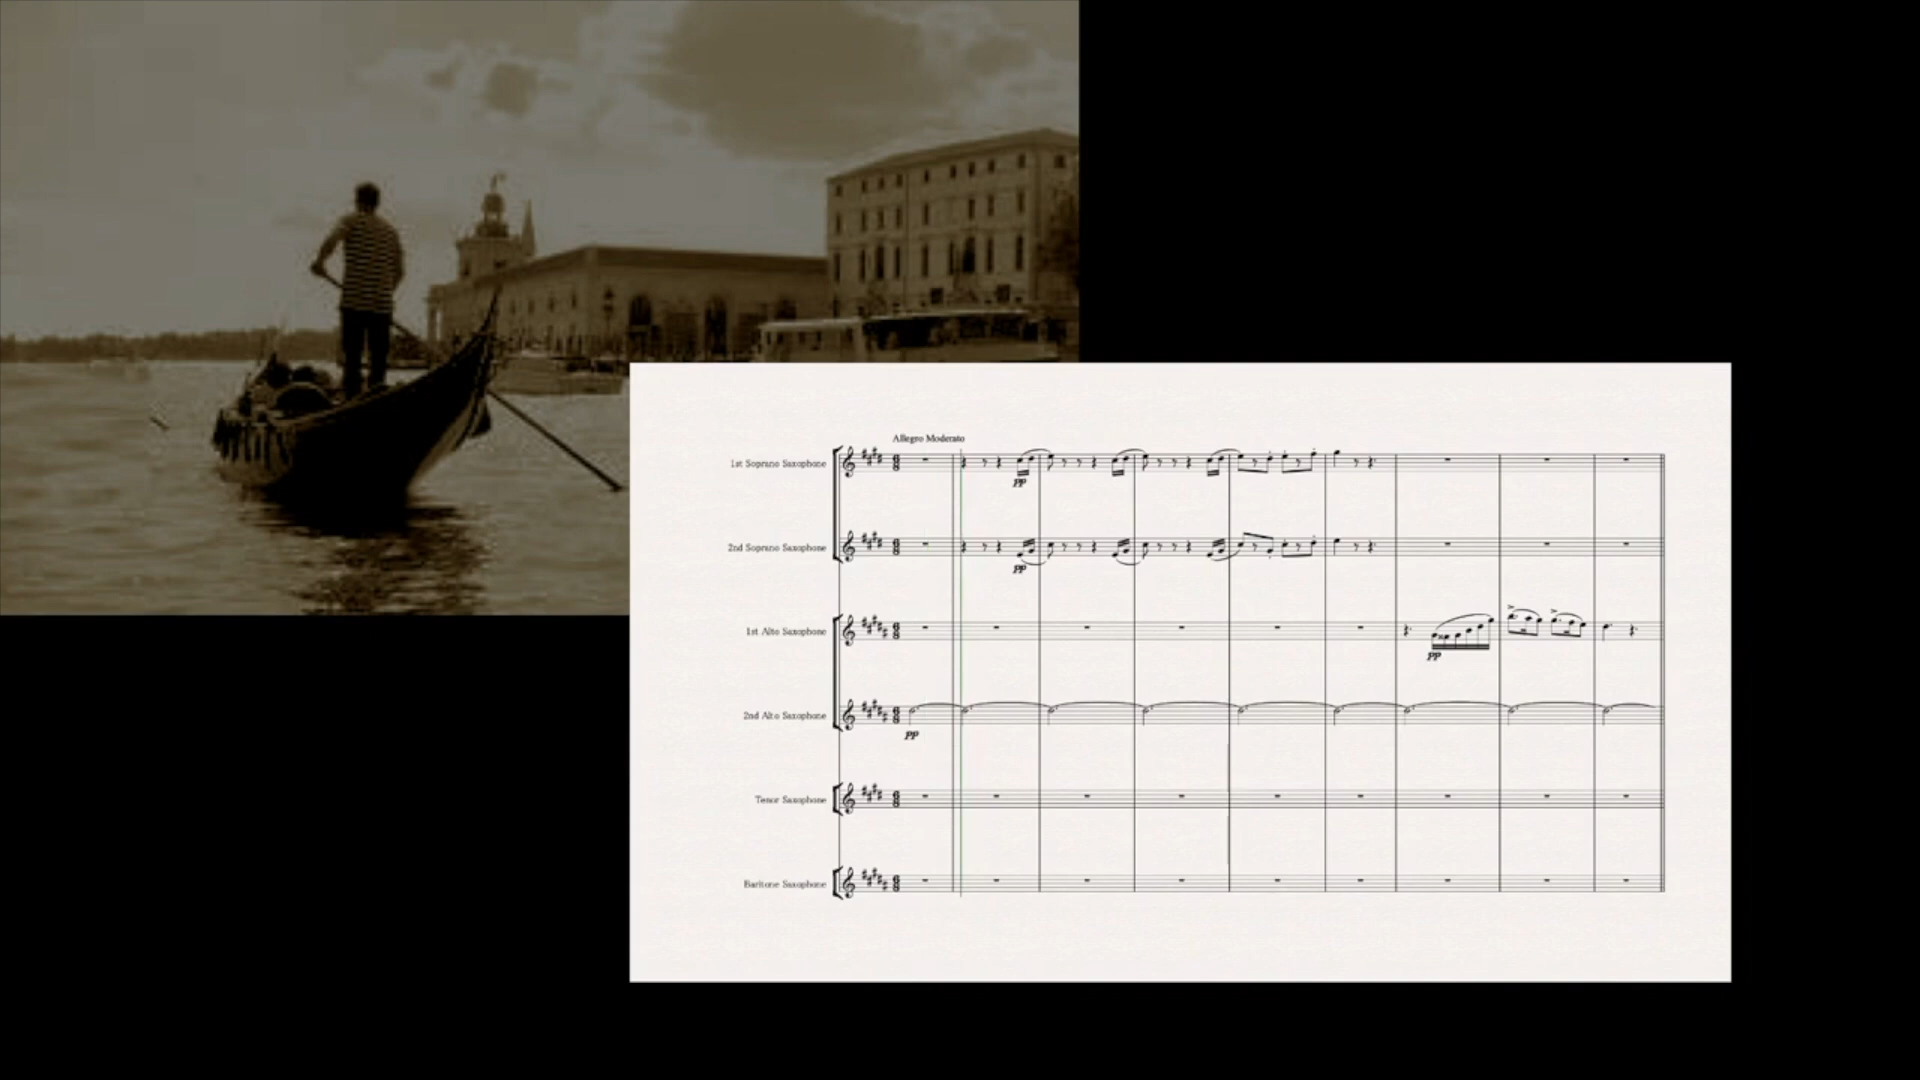 Allegro Moderato
1st Soprano Saxophone
pp
2nd Soprano Saxophone
pp
1st Alto Saxophone
pp
2nd Alto Saxophone
pp
Tenor Saxophone
Baritone Saxophone